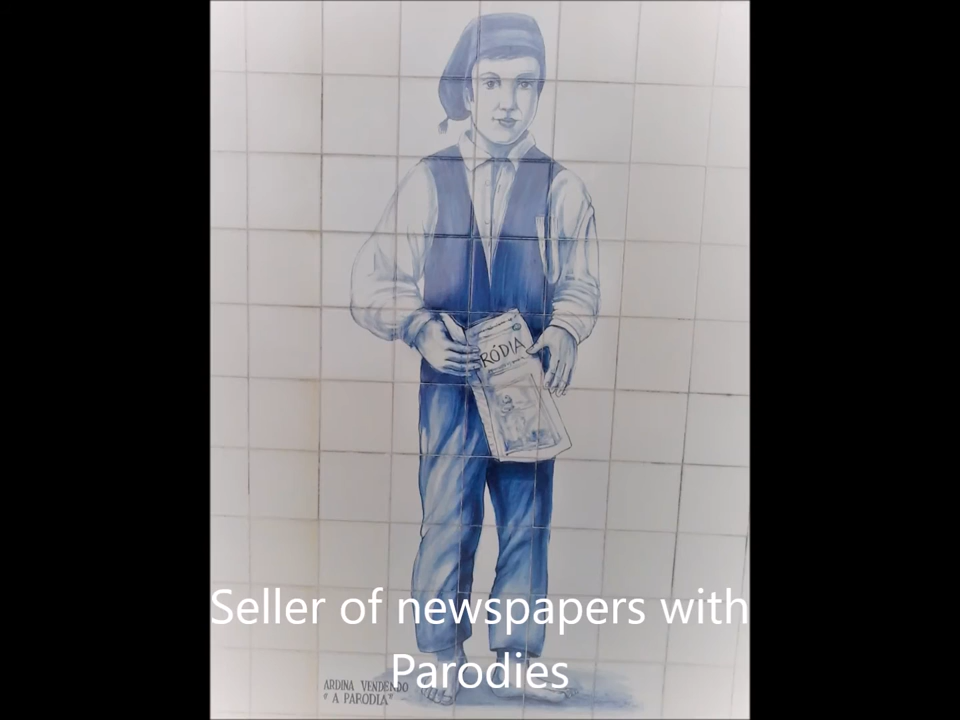 RÓDIA
Seller of newspapers with
Parodies
ARDINA VENDENDO
"A PARODIA"